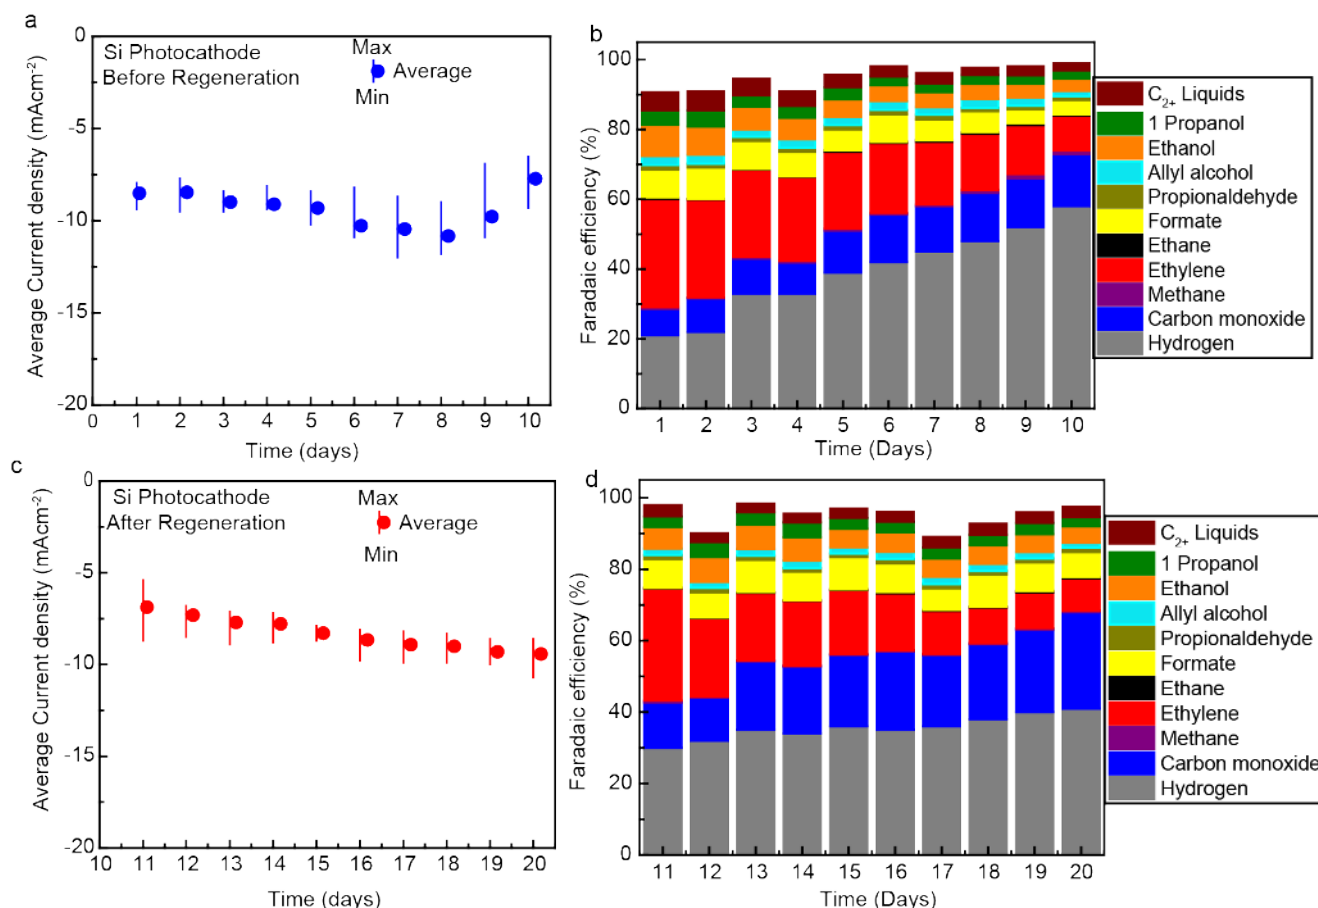 a
Si Photocathode
Before Regeneration
Max
Average
Min
0
-5
-10
-15
-20
Average Current density (mAcm⁻²)
0 1 2 3 4 5 6 7 8 9 10
Time (days)
b
100
80
60
40
20
0
Faradaic efficiency (%)
1 2 3 4 5 6 7 8 9 10
Time (Days)
C₂₊ Liquids
1 Propanol
Ethanol
Allyl alcohol
Propionaldehyde
Formate
Ethane
Ethylene
Methane
Carbon monoxide
Hydrogen
c
Si Photocathode
After Regeneration
Max
Average
Min
0
-5
-10
-15
-20
Average Current density (mAcm⁻²)
10 11 12 13 14 15 16 17 18 19 20
Time (days)
d
100
80
60
40
20
0
Faradaic efficiency (%)
11 12 13 14 15 16 17 18 19 20
Time (Days)
C₂₊ Liquids
1 Propanol
Ethanol
Allyl alcohol
Propionaldehyde
Formate
Ethane
Ethylene
Methane
Carbon monoxide
Hydrogen